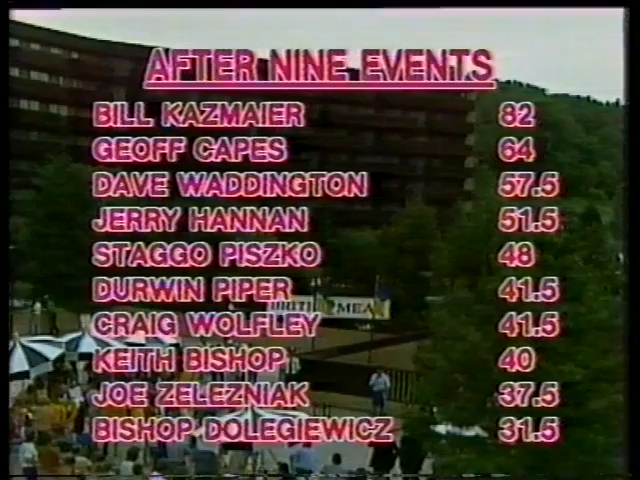 AFTER NINE EVENTS
BILL KAZMAIER 82
GEOFF CAPES 64
DAVE WADDINGTON 57.5
JERRY HANNAN 51.5
STAGGO PISZKO 48
DURWIN PIPER 41.5
CRAIG WOLFLEY 41.5
KEITH BISHOP 40
JOE ZELEZNIAK 37.5
BISHOP DOLEGIEWICZ 31.5